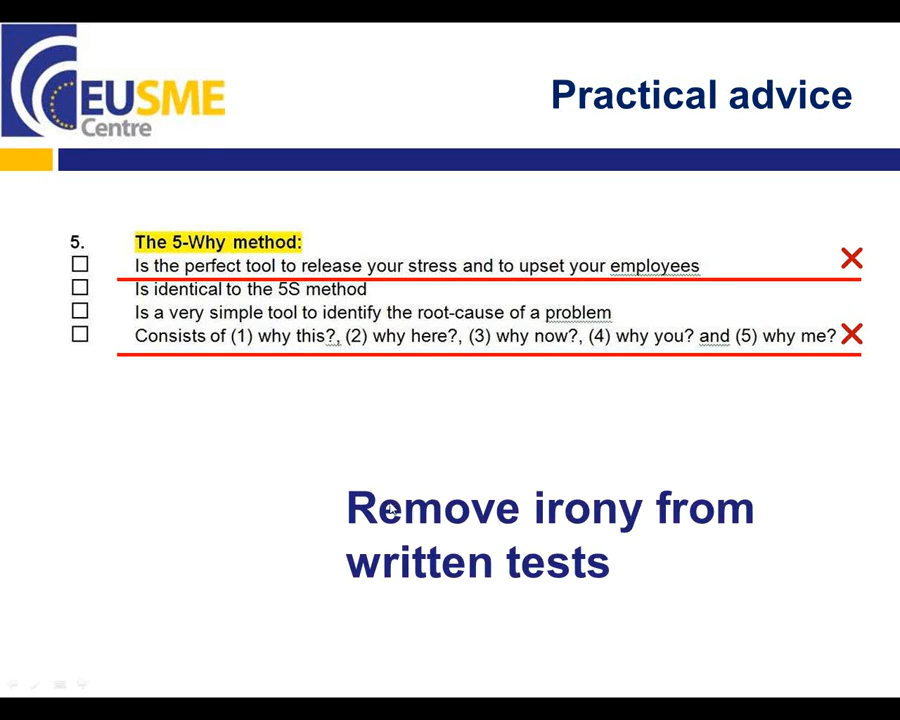 EUSME
Centre
Practical advice
5. The 5-Why method:
Is the perfect tool to release your stress and to upset your employees
Is identical to the 5S method
Is a very simple tool to identify the root-cause of a problem
Consists of (1) why this?, (2) why here?, (3) why now?, (4) why you? and (5) why me?
Remove irony from
written tests